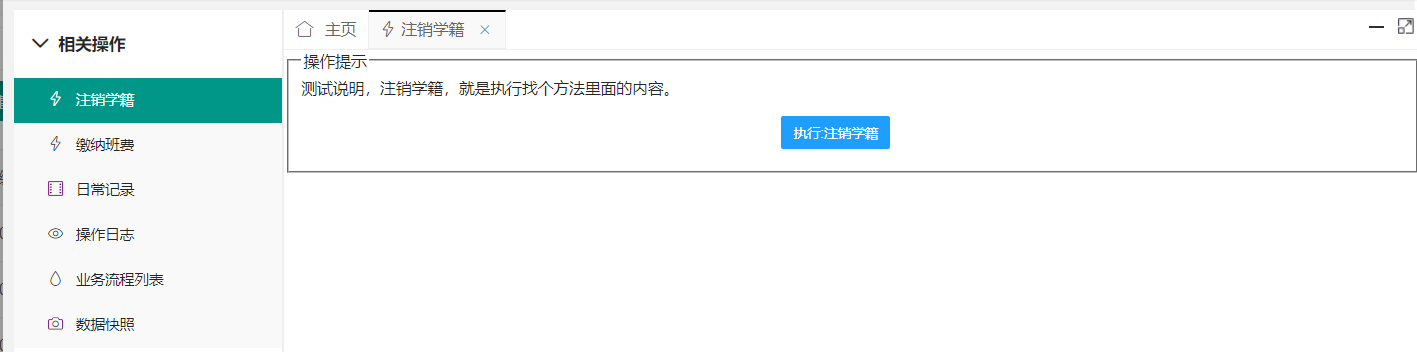 相关操作
注销学籍
缴纳班费
日常记录
操作日志
业务流程列表
数据快照
主页
注销学籍
操作提示
测试说明，注销学籍，就是执行找个方法里面的内容。
执行:注销学籍